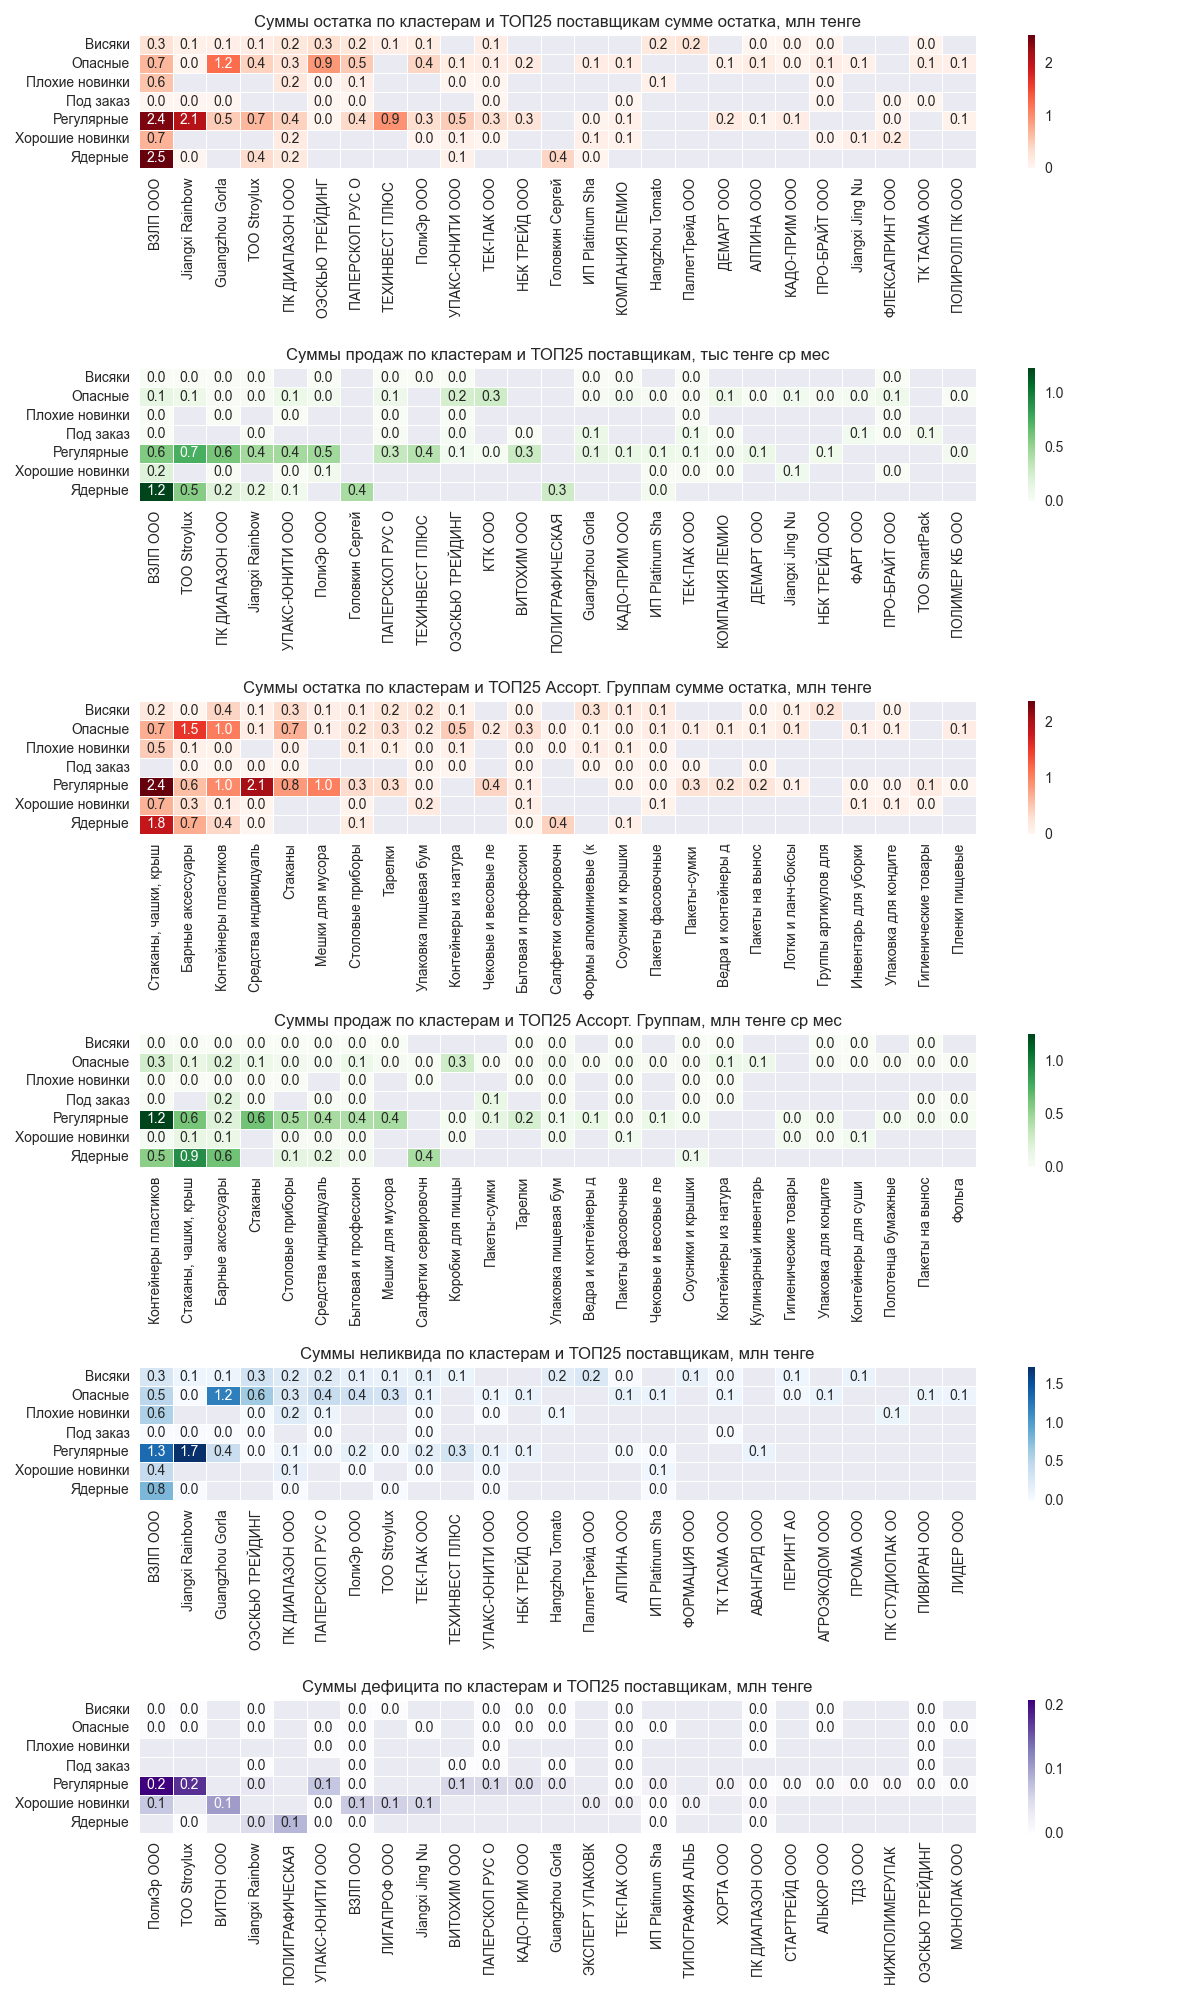 Суммы остатка по кластерам и ТОП25 поставщикам сумме остатка, млн тенге
Висяки 0.3 0.1 0.1 0.1 0.2 0.3 0.2 0.1 0.1 0.1 0.2 0.2 0.0 0.0 0.0 0.0
Опасные 0.7 0.0 1.2 0.4 0.3 0.9 0.5 0.4 0.1 0.1 0.2 0.1 0.1 0.1 0.1 0.0 0.1 0.1 0.1 0.1
Плохие новинки 0.6 0.2 0.0 0.1 0.0 0.0 0.1 0.0
Под заказ 0.0 0.0 0.0 0.0 0.0 0.0 0.0 0.0 0.0 0.0
Регулярные 2.4 2.1 0.5 0.7 0.4 0.0 0.4 0.9 0.3 0.5 0.3 0.3 0.0 0.1 0.2 0.1 0.1 0.0 0.1
Хорошие новинки 0.7 0.2 0.0 0.1 0.0 0.1 0.1 0.0 0.1 0.2
Ядерные 2.5 0.0 0.4 0.2 0.1 0.4 0.0
2
1
0
ВЗЛП ООО
Jiangxi Rainbow
Guangzhou Gorla
ТОО Stroylux
ПК ДИАПАЗОН ООО
ОЭСКЬЮ ТРЕЙДИНГ
ПАПЕРСКОП РУС О
ТЕХИНВЕСТ ПЛЮС
ПолиЭр ООО
УПАКС-ЮНИТИ ООО
ТЕК-ПАК ООО
НБК ТРЕЙД ООО
Головкин Сергей
ИП Platinum Sha
КОМПАНИЯ ЛЕМИО
Hangzhou Tomato
ПаллетТрейд ООО
ДЕМАРТ ООО
АЛПИНА ООО
КАДО-ПРИМ ООО
ПРО-БРАЙТ ООО
Jiangxi Jing Nu
ФЛЕКСАПРИНТ ООО
ТК ТАСМА ООО
ПОЛИРОЛЛ ПК ООО
Суммы продаж по кластерам и ТОП25 поставщикам, тыс тенге ср мес
Висяки 0.0 0.0 0.0 0.0 0.0 0.0 0.0 0.0 0.0 0.0 0.0 0.0
Опасные 0.1 0.1 0.0 0.0 0.1 0.0 0.1 0.2 0.3 0.0 0.0 0.0 0.0 0.1 0.0 0.1 0.0 0.0 0.1 0.0
Плохие новинки 0.0 0.0 0.0 0.0 0.0 0.0 0.0
Под заказ 0.0 0.0 0.0 0.0 0.0 0.1 0.1 0.0 0.1 0.0 0.1
Регулярные 0.6 0.7 0.6 0.4 0.4 0.5 0.3 0.4 0.1 0.0 0.3 0.1 0.1 0.1 0.1 0.0 0.1 0.1 0.0
Хорошие новинки 0.2 0.0 0.0 0.1 0.0 0.0 0.0 0.1 0.0
Ядерные 1.2 0.5 0.2 0.2 0.1 0.4 0.3 0.0
1.0
0.5
0.0
ВЗЛП ООО
ТОО Stroylux
ПК ДИАПАЗОН ООО
Jiangxi Rainbow
УПАКС-ЮНИТИ ООО
ПолиЭр ООО
Головкин Сергей
ПАПЕРСКОП РУС О
ТЕХИНВЕСТ ПЛЮС
ОЭСКЬЮ ТРЕЙДИНГ
КТК ООО
ВИТОХИМ ООО
ПОЛИГРАФИЧЕСКАЯ
Guangzhou Gorla
КАДО-ПРИМ ООО
ИП Platinum Sha
ТЕК-ПАК ООО
КОМПАНИЯ ЛЕМИО
ДЕМАРТ ООО
Jiangxi Jing Nu
НБК ТРЕЙД ООО
ФАРТ ООО
ПРО-БРАЙТ ООО
ТОО SmartPack
ПОЛИМЕР КБ ООО
Суммы остатка по кластерам и ТОП25 Ассорт. Группам сумме остатка, млн тенге
Висяки 0.2 0.0 0.4 0.1 0.3 0.1 0.1 0.2 0.2 0.1 0.0 0.3 0.1 0.1 0.0 0.1 0.2 0.0
Опасные 0.7 1.5 1.0 0.1 0.7 0.1 0.2 0.3 0.2 0.5 0.2 0.3 0.0 0.1 0.0 0.1 0.1 0.1 0.1 0.1 0.1 0.1 0.1
Плохие новинки 0.5 0.1 0.0 0.0 0.1 0.1 0.0 0.1 0.0 0.0 0.1 0.1 0.0
Под заказ 0.0 0.0 0.0 0.0 0.0 0.0 0.0 0.0 0.0 0.0 0.0 0.0
Регулярные 2.4 0.6 1.0 2.1 0.8 1.0 0.3 0.3 0.0 0.4 0.1 0.0 0.0 0.3 0.2 0.2 0.1 0.0 0.0 0.1 0.0
Хорошие новинки 0.7 0.3 0.1 0.0 0.0 0.2 0.1 0.1 0.1 0.1 0.0
Ядерные 1.8 0.7 0.4 0.0 0.1 0.0 0.4 0.1
2
1
0
Стаканы, чашки, крыш
Барные аксессуары
Контейнеры пластиков
Средства индивидуаль
Стаканы
Мешки для мусора
Столовые приборы
Тарелки
Упаковка пищевая бум
Контейнеры из натура
Чековые и весовые ле
Бытовая и профессион
Салфетки сервировочн
Формы алюминиевые (к
Соусники и крышки
Пакеты фасовочные
Пакеты-сумки
Ведра и контейнеры д
Пакеты на вынос
Лотки и ланч-боксы
Группы артикулов для
Инвентарь для уборки
Упаковка для кондите
Гигиенические товары
Пленки пищевые
Суммы продаж по кластерам и ТОП25 Ассорт. Группам, млн тенге ср мес
Висяки 0.0 0.0 0.0 0.0 0.0 0.0 0.0 0.0 0.0 0.0 0.0 0.0 0.0 0.0 0.0 0.0
Опасные 0.3 0.1 0.2 0.1 0.0 0.0 0.1 0.0 0.0 0.3 0.0 0.0 0.0 0.0 0.0 0.0 0.0 0.1 0.1 0.0 0.0 0.0 0.0 0.0
Плохие новинки 0.0 0.0 0.0 0.0 0.0 0.0 0.0 0.0 0.0 0.0 0.0 0.0 0.0
Под заказ 0.0 0.2 0.0 0.0 0.0 0.1 0.0 0.0 0.0 0.0 0.0 0.0
Регулярные 1.2 0.6 0.2 0.6 0.5 0.4 0.4 0.4 0.0 0.1 0.2 0.1 0.1 0.0 0.1 0.0 0.0 0.0 0.0 0.0 0.0
Хорошие новинки 0.0 0.1 0.1 0.0 0.0 0.0 0.0 0.0 0.1 0.0 0.0 0.1
Ядерные 0.5 0.9 0.6 0.1 0.2 0.0 0.4 0.1
1.0
0.5
0.0
Контейнеры пластиков
Стаканы, чашки, крыш
Барные аксессуары
Стаканы
Столовые приборы
Средства индивидуаль
Бытовая и профессион
Мешки для мусора
Салфетки сервировочн
Коробки для пиццы
Пакеты-сумки
Тарелки
Упаковка пищевая бум
Ведра и контейнеры д
Пакеты фасовочные
Чековые и весовые ле
Соусники и крышки
Контейнеры из натура
Кулинарный инвентарь
Гигиенические товары
Упаковка для кондите
Контейнеры для суши
Полотенца бумажные
Пакеты на вынос
Фольга
Суммы неликвида по кластерам и ТОП25 поставщикам, млн тенге
Висяки 0.3 0.1 0.1 0.3 0.2 0.2 0.1 0.1 0.1 0.1 0.2 0.2 0.0 0.1 0.0 0.1 0.1
Опасные 0.5 0.0 1.2 0.6 0.3 0.4 0.4 0.3 0.1 0.1 0.1 0.1 0.1 0.1 0.0 0.1 0.1 0.1
Плохие новинки 0.6 0.0 0.2 0.1 0.0 0.0 0.1 0.1
Под заказ 0.0 0.0 0.0 0.0 0.0 0.0 0.0
Регулярные 1.3 1.7 0.4 0.0 0.1 0.0 0.2 0.0 0.2 0.3 0.1 0.1 0.0 0.0 0.1
Хорошие новинки 0.4 0.1 0.0 0.0 0.0 0.1
Ядерные 0.8 0.0 0.0 0.0 0.0 0.0
1.5
1.0
0.5
0.0
ВЗЛП ООО
Jiangxi Rainbow
Guangzhou Gorla
ОЭСКЬЮ ТРЕЙДИНГ
ПК ДИАПАЗОН ООО
ПАПЕРСКОП РУС О
ПолиЭр ООО
ТОО Stroylux
ТЕК-ПАК ООО
ТЕХИНВЕСТ ПЛЮС
УПАКС-ЮНИТИ ООО
НБК ТРЕЙД ООО
Hangzhou Tomato
ПаллетТрейд ООО
АЛПИНА ООО
ИП Platinum Sha
ФОРМАЦИЯ ООО
ТК ТАСМА ООО
АВАНГАРД ООО
ПЕРИНТ АО
АГРОЭКОДОМ ООО
ПРОМА ООО
ПК СТУДИОПАК ОО
ПИВИРАН ООО
ЛИДЕР ООО
Суммы дефицита по кластерам и ТОП25 поставщикам, млн тенге
Висяки 0.0 0.0 0.0 0.0 0.0 0.0 0.0 0.0 0.0 0.0 0.0 0.0
Опасные 0.0 0.0 0.0 0.0 0.0 0.0 0.0 0.0 0.0 0.0 0.0 0.0 0.0 0.0 0.0
Плохие новинки 0.0 0.0 0.0 0.0 0.0 0.0
Под заказ 0.0 0.0 0.0 0.0 0.0 0.0 0.0 0.0
Регулярные 0.2 0.2 0.0 0.1 0.0 0.1 0.1 0.0 0.0 0.0 0.0 0.0 0.0 0.0 0.0 0.0 0.0 0.0 0.0
Хорошие новинки 0.1 0.1 0.0 0.1 0.1 0.1 0.0 0.0 0.0 0.0 0.0
Ядерные 0.0 0.0 0.1 0.0 0.0 0.0 0.0
0.2
0.1
0.0
ПолиЭр ООО
ТОО Stroylux
ВИТОН ООО
Jiangxi Rainbow
ПОЛИГРАФИЧЕСКАЯ
УПАКС-ЮНИТИ ООО
ВЗЛП ООО
ЛИГАПРОФ ООО
Jiangxi Jing Nu
ВИТОХИМ ООО
ПАПЕРСКОП РУС О
КАДО-ПРИМ ООО
Guangzhou Gorla
ЭКСПЕРТ УПАКОВК
ТЕК-ПАК ООО
ИП Platinum Sha
ТИПОГРАФИЯ АЛЬБ
ХОРТА ООО
ПК ДИАПАЗОН ООО
СТАРТРЕЙД ООО
АЛЬКОР ООО
ТДЗ ООО
НИЖПОЛИМЕРУПАК
ОЭСКЬЮ ТРЕЙДИНГ
МОНОПАК ООО